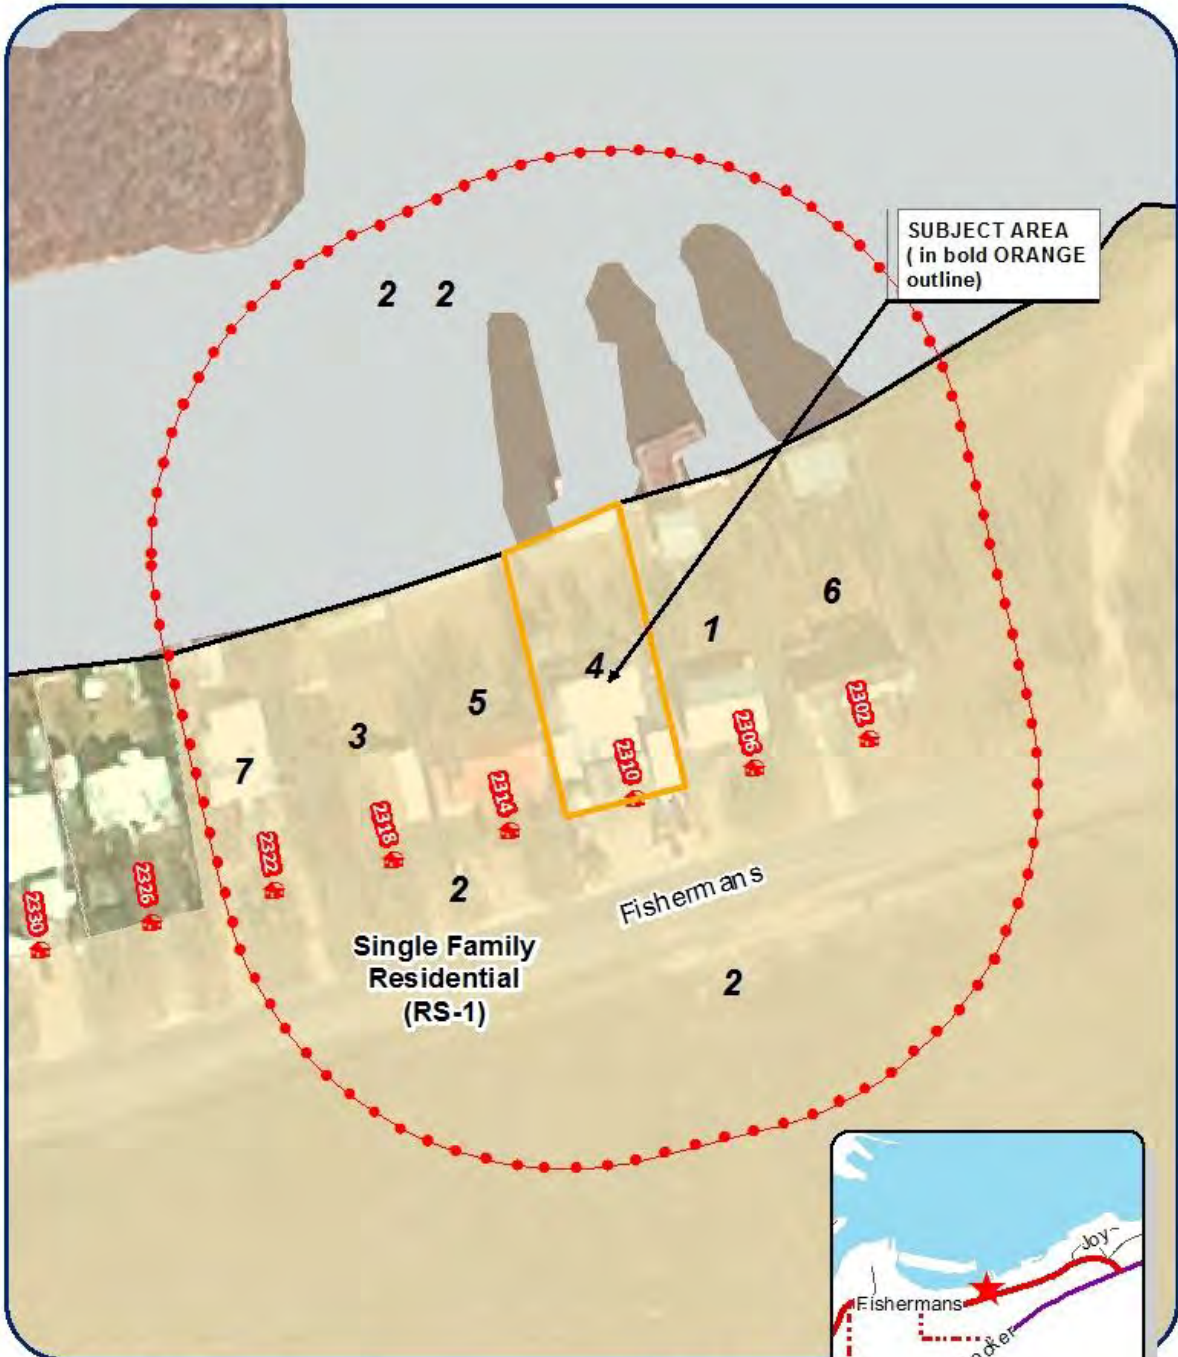 SUBJECT AREA
( in bold ORANGE
outline)
2 2
6
1
4
5
3
7
2302
2306
2310
2314
2318
2322
2326
2330
2
Fishermans
Single Family
Residential
(RS-1)
2
Joy
Fishermans